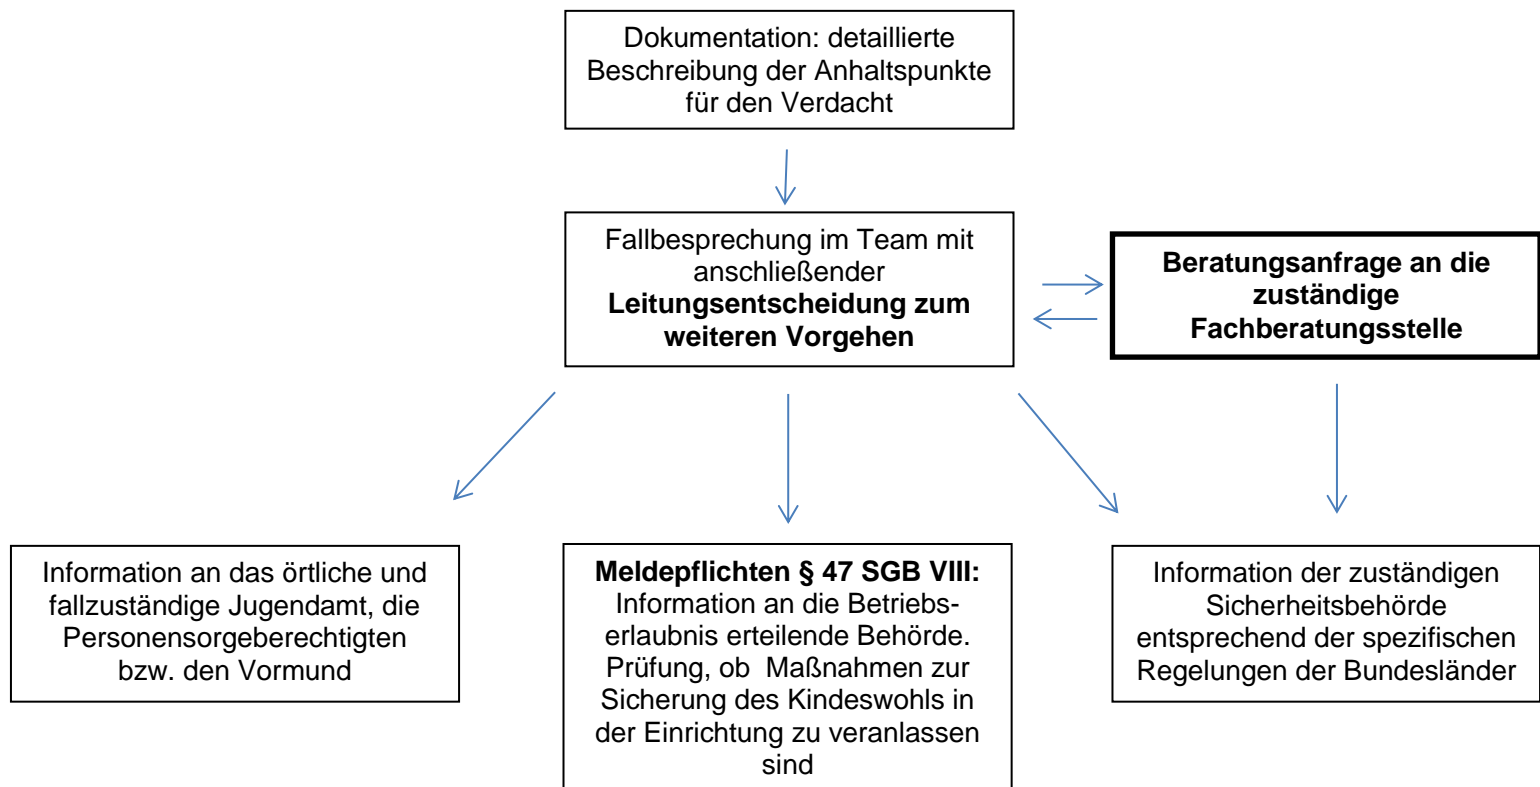 Dokumentation: detaillierte
Beschreibung der Anhaltspunkte
für den Verdacht
Fallbesprechung im Team mit
anschließender
Leitungsentscheidung zum
weiteren Vorgehen
Beratungsanfrage an die
zuständige
Fachberatungsstelle
Information an das örtliche und
fallzuständige Jugendamt, die
Personensorgeberechtigten
bzw. den Vormund
Meldepflichten § 47 SGB VIII:
Information an die Betriebs-
erlaubnis erteilende Behörde.
Prüfung, ob Maßnahmen zur
Sicherung des Kindeswohls in
der Einrichtung zu veranlassen
sind
Information der zuständigen
Sicherheitsbehörde
entsprechend der spezifischen
Regelungen der Bundesländer